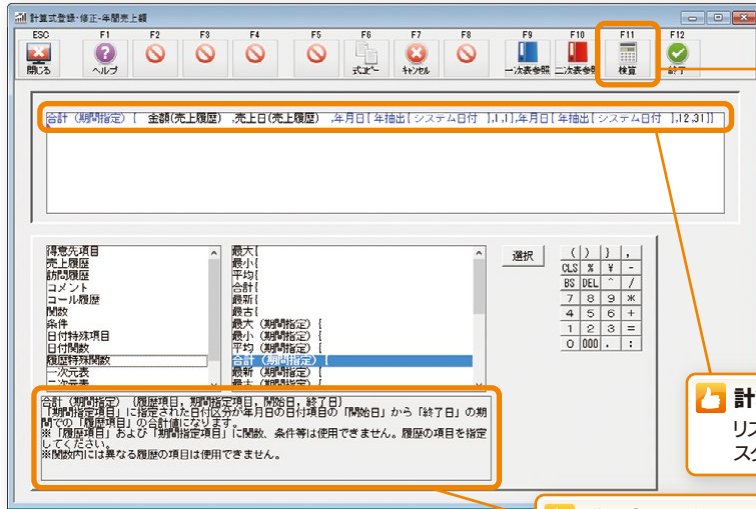 計算式登録・修正-年間売上額
ESC F1 F2 F3 F4 F5 F6 F7 F8 F9 F10 F11 F12
閉じる ヘルプ 式コピー キャンセル 一次表参照 二次表参照 検算 終了
合計（期間指定）{ 金額(売上履歴) ,売上日(売上履歴) ,年月日[年抽出[システム日付 ],1,1],年月日[年抽出[システム日付 ],12,31]}
得意先項目
売上履歴
訪問履歴
コメント
コール履歴
関数
条件
日付特殊項目
日付関数
履歴特殊関数
一次元表
二次元表
最大{
最小{
平均{
合計{
最新{
最古{
最大（期間指定）{
最小（期間指定）{
平均（期間指定）{
合計（期間指定）{
最新（期間指定）{
最古（期間指定）{
選択
( ) } ,
CLS % ¥ -
BS DEL ^ /
7 8 9 *
4 5 6 +
1 2 3 =
0 000 . :
合計（期間指定）{履歴項目，期間指定項目，開始日，終了日}
「期間指定項目」に指定された日付区分が年月日の日付項目の「開始日」から「終了日」の期
間での「履歴項目」の合計値になります。
※「履歴項目」および「期間指定項目」に関数、条件等は使用できません。履歴の項目を指定
してください。
※関数内には異なる履歴の項目は使用できません。
計
リス
スク